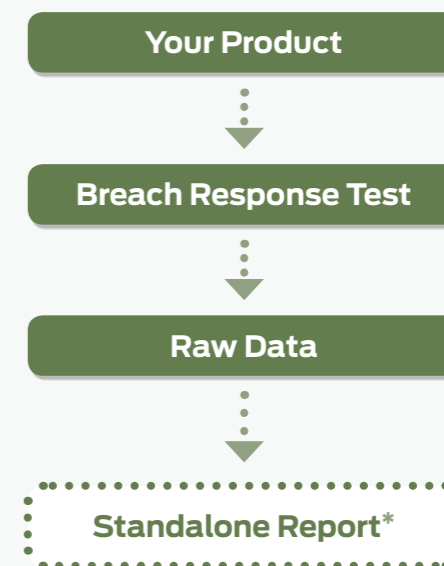 Your Product
Breach Response Test
Raw Data
Standalone Report*